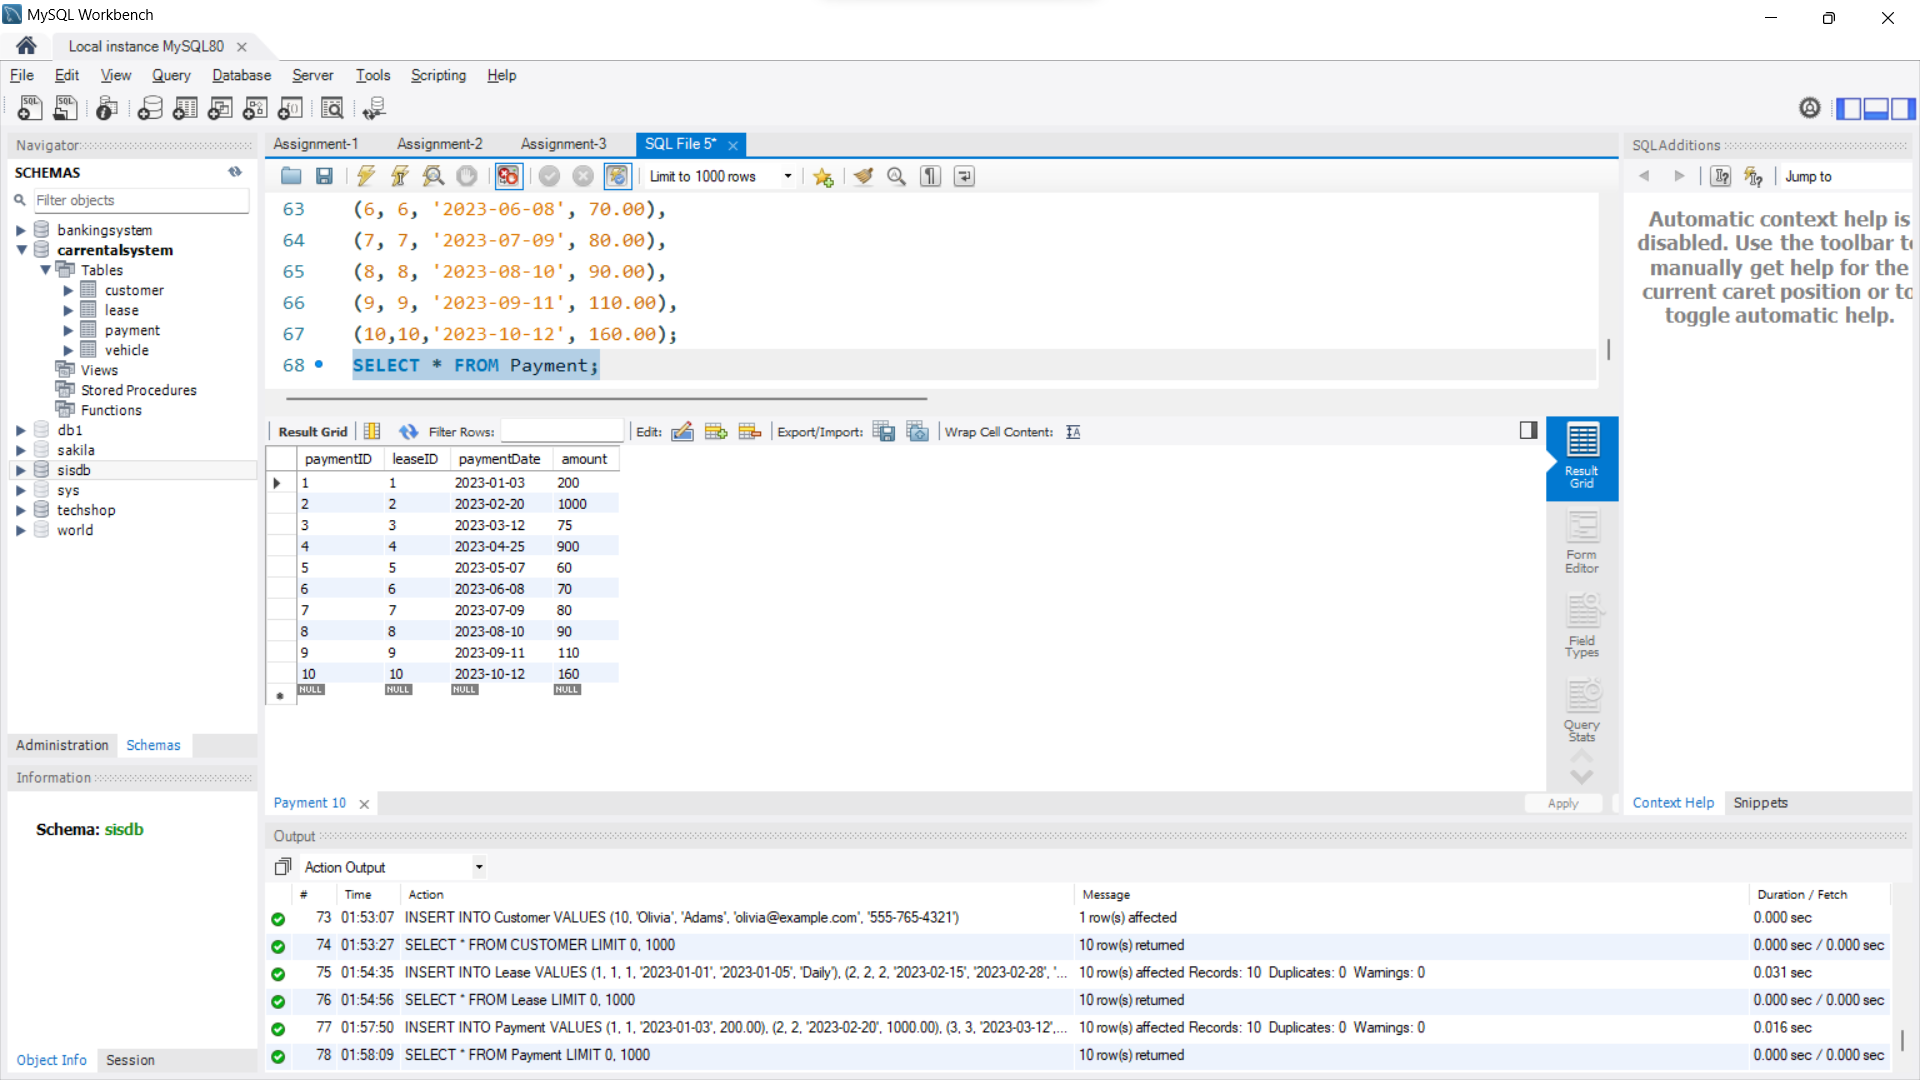 MySQL Workbench
Local instance MySQL80
File Edit View Query Database Server Tools Scripting Help
Navigator
SCHEMAS
Filter objects
bankingsystem
carrentalsystem
Tables
customer
lease
payment
vehicle
Views
Stored Procedures
Functions
db1
sakila
sisdb
sys
techshop
world
Administration Schemas
Information
Schema: sisdb
Object Info Session
Assignment-1 Assignment-2 Assignment-3 SQL File 5*
Limit to 1000 rows
63 (6, 6, '2023-06-08', 70.00),
64 (7, 7, '2023-07-09', 80.00),
65 (8, 8, '2023-08-10', 90.00),
66 (9, 9, '2023-09-11', 110.00),
67 (10,10,'2023-10-12', 160.00);
68 SELECT * FROM Payment;
Result Grid Filter Rows: Edit: Export/Import: Wrap Cell Content:
paymentID leaseID paymentDate amount
1 1 2023-01-03 200
2 2 2023-02-20 1000
3 3 2023-03-12 75
4 4 2023-04-25 900
5 5 2023-05-07 60
6 6 2023-06-08 70
7 7 2023-07-09 80
8 8 2023-08-10 90
9 9 2023-09-11 110
10 10 2023-10-12 160
NULL NULL NULL NULL
Result
Grid
Form
Editor
Field
Types
Query
Stats
Payment 10
Apply
SQLAdditions
Jump to
Automatic context help is
disabled. Use the toolbar to
manually get help for the
current caret position or to
toggle automatic help.
Context Help Snippets
Output
Action Output
# Time Action Message Duration / Fetch
73 01:53:07 INSERT INTO Customer VALUES (10, 'Olivia', 'Adams', 'olivia@example.com', '555-765-4321') 1 row(s) affected 0.000 sec
74 01:53:27 SELECT * FROM CUSTOMER LIMIT 0, 1000 10 row(s) returned 0.000 sec / 0.000 sec
75 01:54:35 INSERT INTO Lease VALUES (1, 1, 1, '2023-01-01', '2023-01-05', 'Daily'), (2, 2, 2, '2023-02-15', '2023-02-28', '... 10 row(s) affected Records: 10 Duplicates: 0 Warnings: 0 0.031 sec
76 01:54:56 SELECT * FROM Lease LIMIT 0, 1000 10 row(s) returned 0.000 sec / 0.000 sec
77 01:57:50 INSERT INTO Payment VALUES (1, 1, '2023-01-03', 200.00), (2, 2, '2023-02-20', 1000.00), (3, 3, '2023-03-12',... 10 row(s) affected Records: 10 Duplicates: 0 Warnings: 0 0.016 sec
78 01:58:09 SELECT * FROM Payment LIMIT 0, 1000 10 row(s) returned 0.000 sec / 0.000 sec